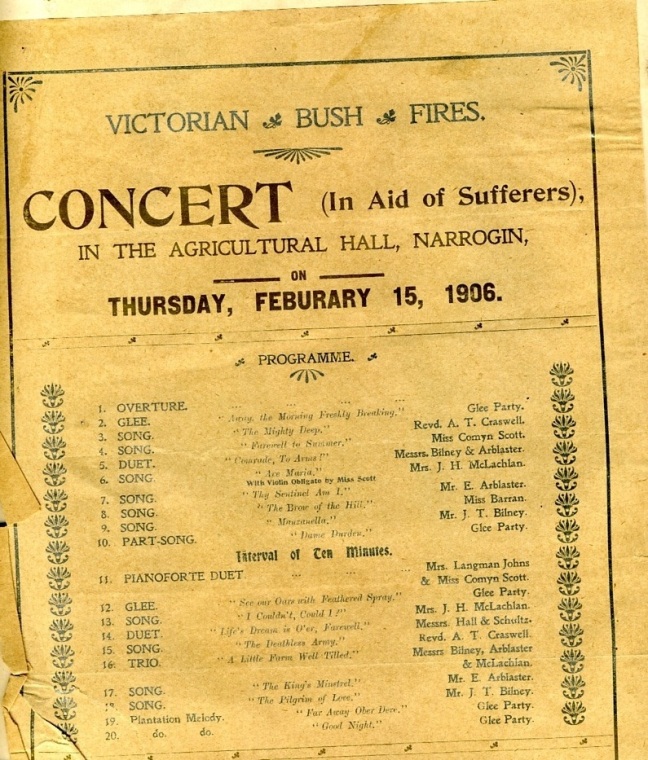 VICTORIAN BUSH FIRES.
CONCERT (In Aid of Sufferers),
IN THE AGRICULTURAL HALL, NARROGIN,
ON
THURSDAY, FEBURARY 15, 1906.
PROGRAMME.
1. OVERTURE. ... ... ...
2. GLEE. "Away, the Morning Freshly Breaking." Glee Party.
3. SONG. "The Mighty Deep." Revd. A. T. Craswell.
4. SONG. "Farewell to Summer." Miss Comyn Scott.
5. DUET. "Comrade, To Arms!" Messrs. Bilney & Arblaster.
6. SONG. "Ave Maria." Mrs. J. H. McLachlan.
With Violin Obligato by Miss Scott
7. SONG. "Thy Sentinel Am I." Mr. E. Arblaster.
8. SONG. "The Brow of the Hill." Miss Barran.
9. SONG. "Manzanella." Mr. J. T. Bilney.
10. PART-SONG. "Dame Durden." Glee Party.
Interval of Ten Minutes.
11. PIANOFORTE DUET ... ... Mrs. Langman Johns
& Miss Comyn Scott.
12. GLEE. "See our Oars with Feathered Spray." Glee Party.
13. SONG. "I Couldn't, Could I?" Mrs. J. H. McLachlan.
14. DUET. "Life's Dream is O'er, Farewell." Messrs. Hall & Schultz.
15. SONG. "The Deathless Army." Revd. A. T. Craswell.
16. TRIO. "A Little Farm Well Tilled." Messrs Bilney, Arblaster
& McLachlan.
17. SONG. "The King's Minstrel." Mr. E. Arblaster.
18. SONG. "The Pilgrim of Love." Mr. J. T. Bilney.
19. Plantation Melody. "Far Away Ober Dere." Glee Party.
20. do. do. "Good Night." Glee Party.